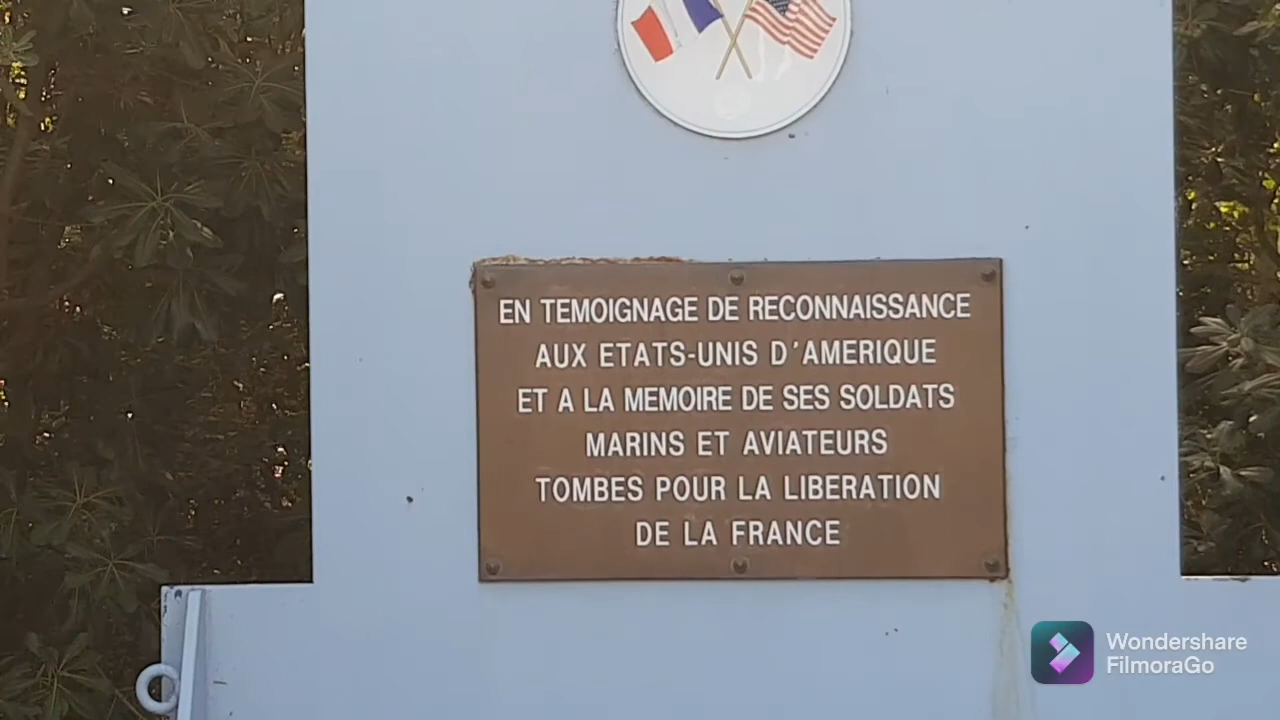 EN TEMOIGNAGE DE RECONNAISSANCE
AUX ETATS-UNIS D'AMERIQUE
ET A LA MEMOIRE DE SES SOLDATS
MARINS ET AVIATEURS
TOMBES POUR LA LIBERATION
DE LA FRANCE
Wondershare
FilmoraGo